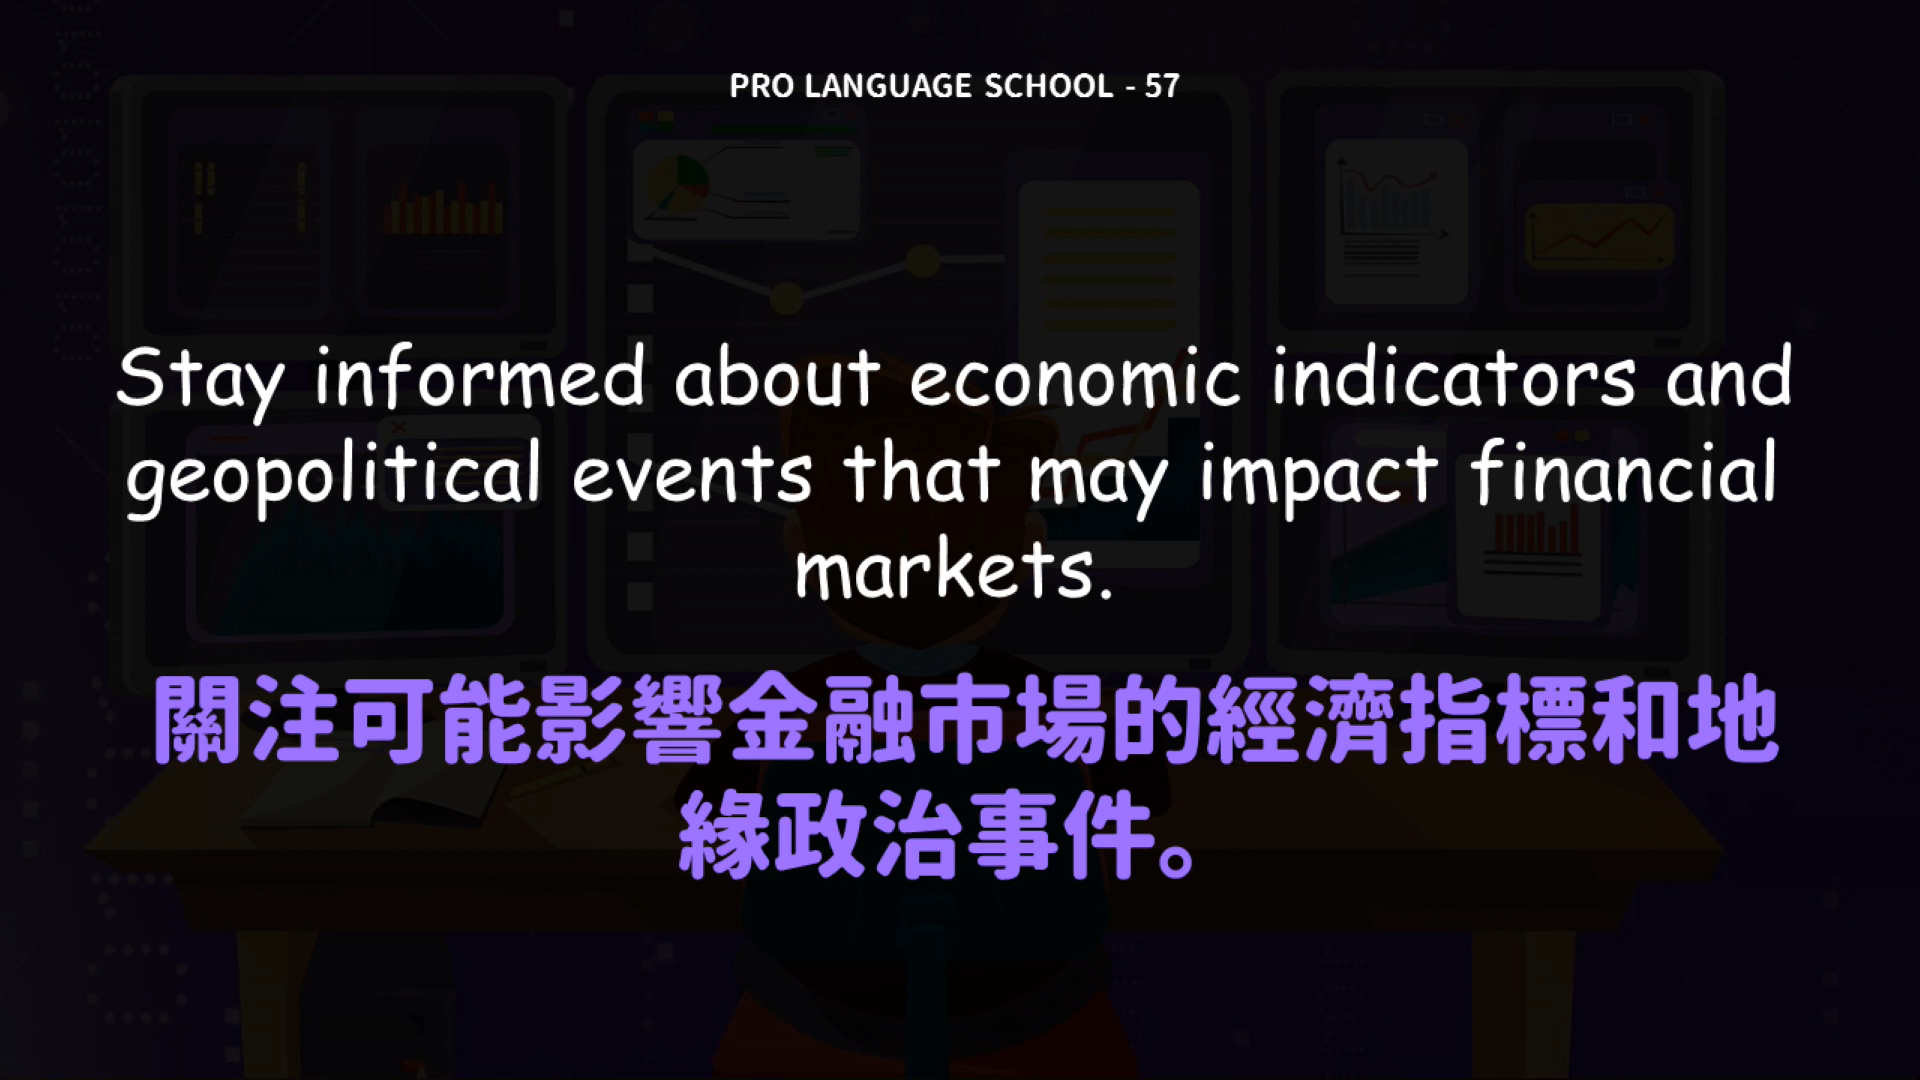 PRO LANGUAGE SCHOOL - 57
Stay informed about economic indicators and
geopolitical events that may impact financial
markets.
關注可能影響金融市場的經濟指標和地
緣政治事件。